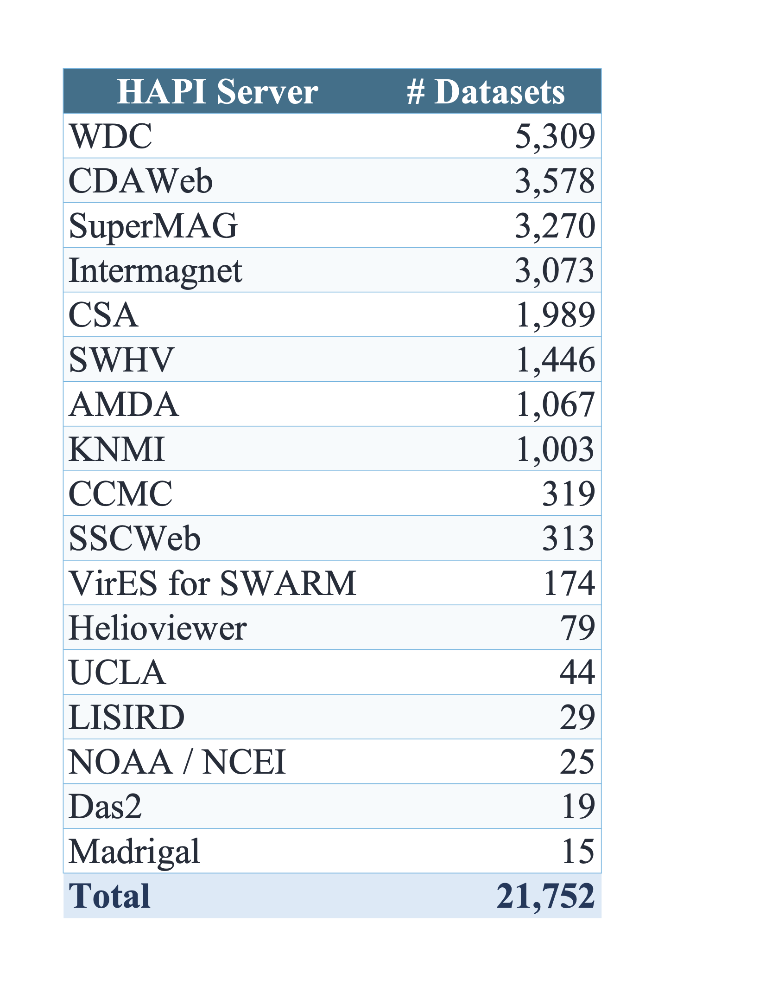 HAPI Server # Datasets
WDC 5,309
CDAWeb 3,578
SuperMAG 3,270
Intermagnet 3,073
CSA 1,989
SWHV 1,446
AMDA 1,067
KNMI 1,003
CCMC 319
SSCWeb 313
VirES for SWARM 174
Helioviewer 79
UCLA 44
LISIRD 29
NOAA / NCEI 25
Das2 19
Madrigal 15
Total 21,752